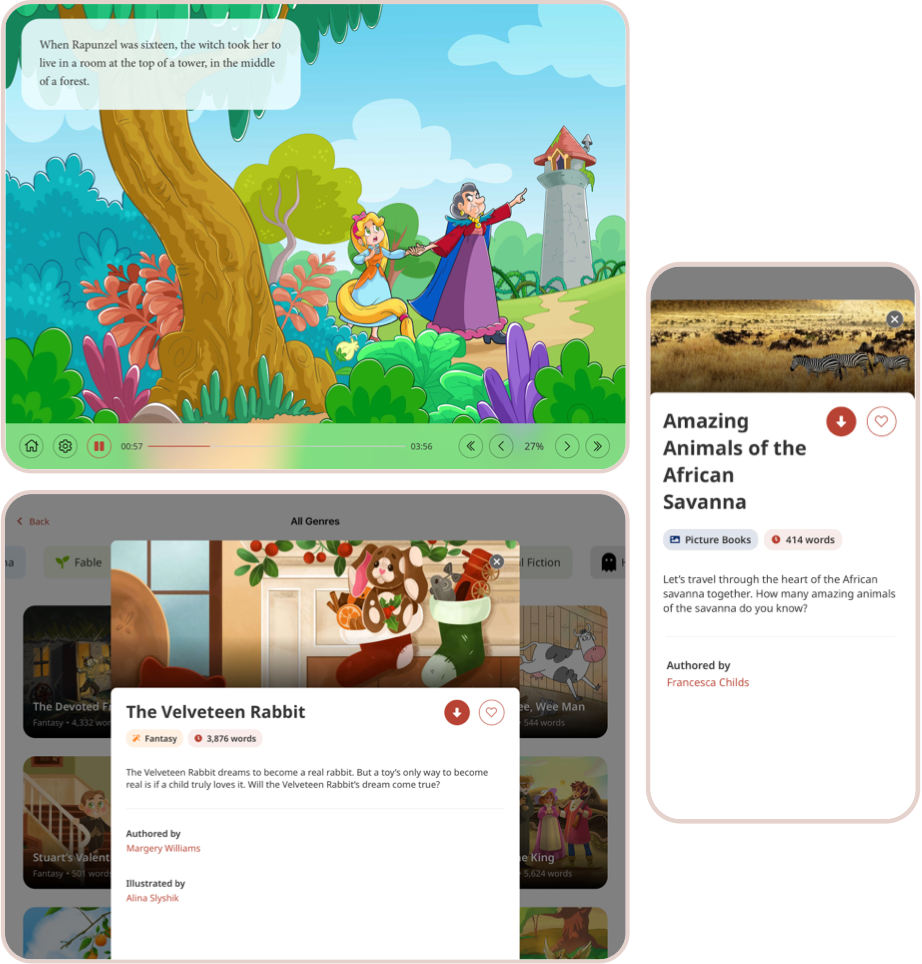 When Rapunzel was sixteen, the witch took her to
live in a room at the top of a tower, in the middle
of a forest.
00:57
03:56
27%
Back
All Genres
Fable
l Fiction
The Devoted F
Fantasy • 4,332 wor
ee, Wee Man
544 words
Stuart's Valent
Fantasy • 501 words
he King
• 5,624 words
The Velveteen Rabbit
Fantasy
3,876 words
The Velveteen Rabbit dreams to become a real rabbit. But a toy's only way to become
real is if a child truly loves it. Will the Velveteen Rabbit's dream come true?
Authored by
Margery Williams
Illustrated by
Alina Slyshik
Amazing
Animals of the
African
Savanna
Picture Books
414 words
Let's travel through the heart of the African
savanna together. How many amazing animals
of the savanna do you know?
Authored by
Francesca Childs